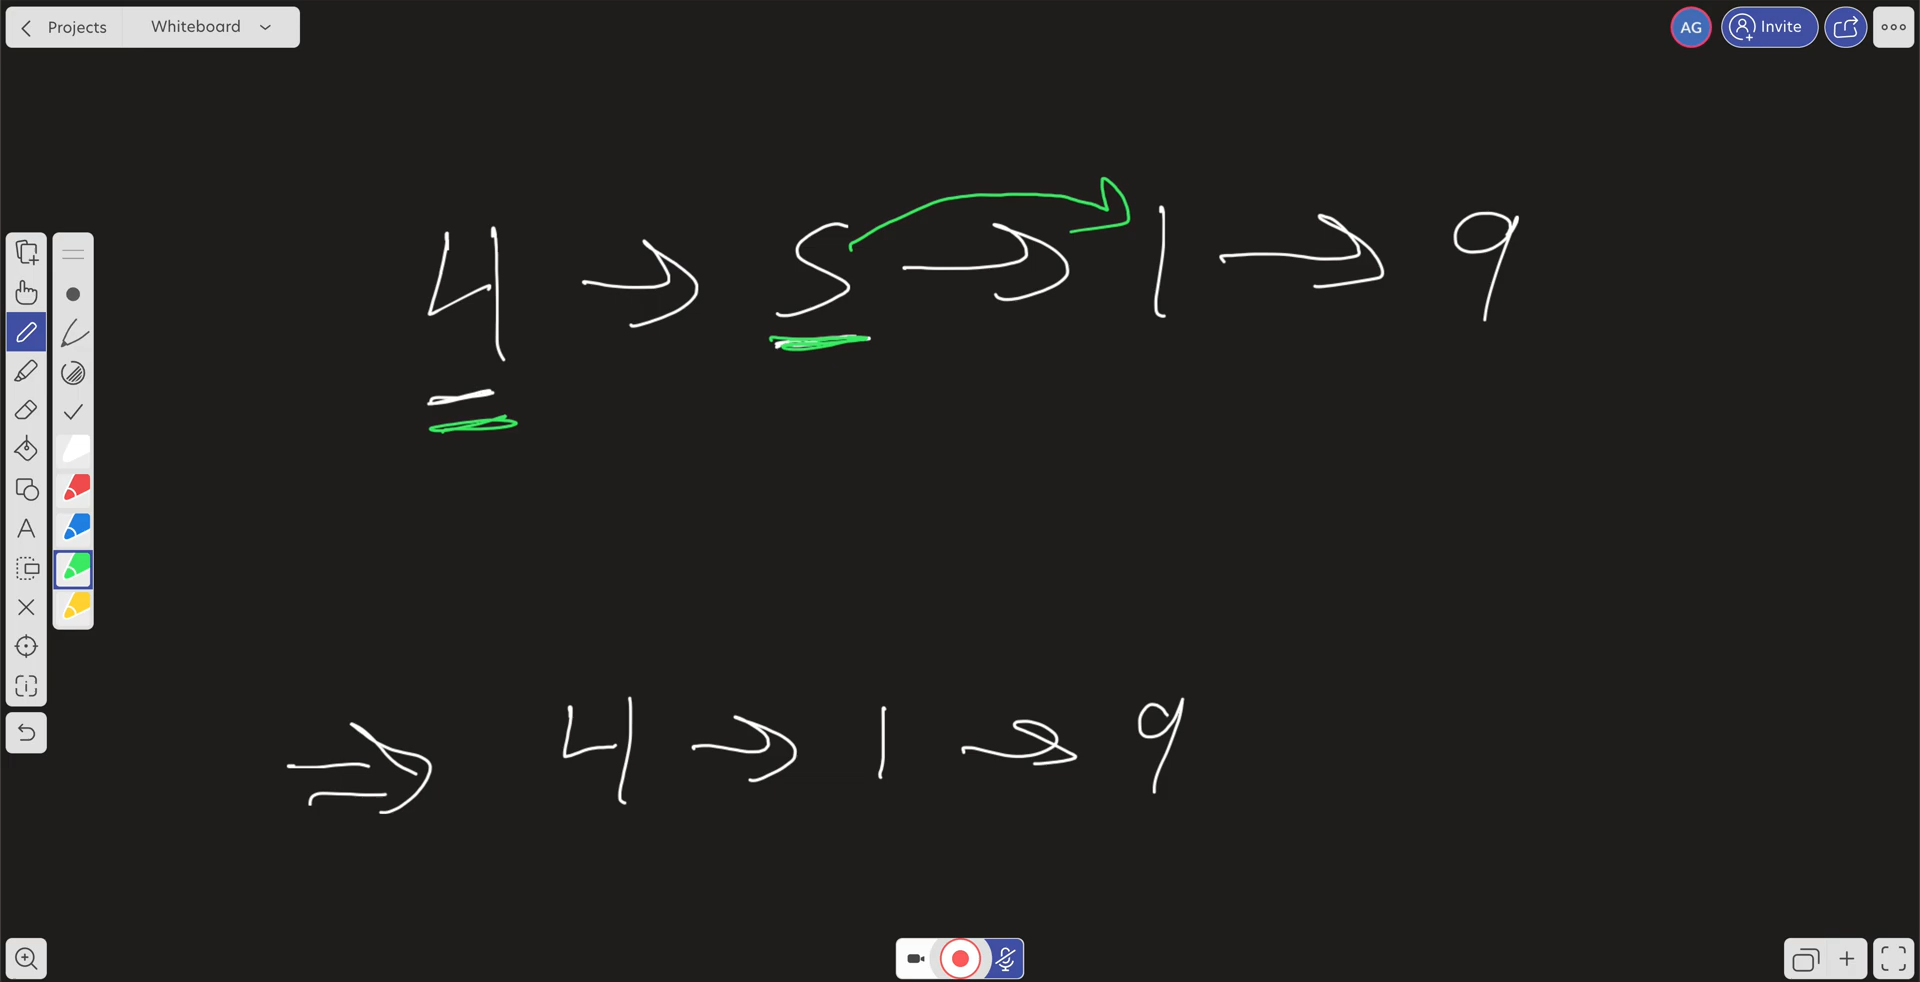 Projects Whiteboard
AG Invite
4 → 5 → 1 → 9
A
⇒ 4 → 1 → 9